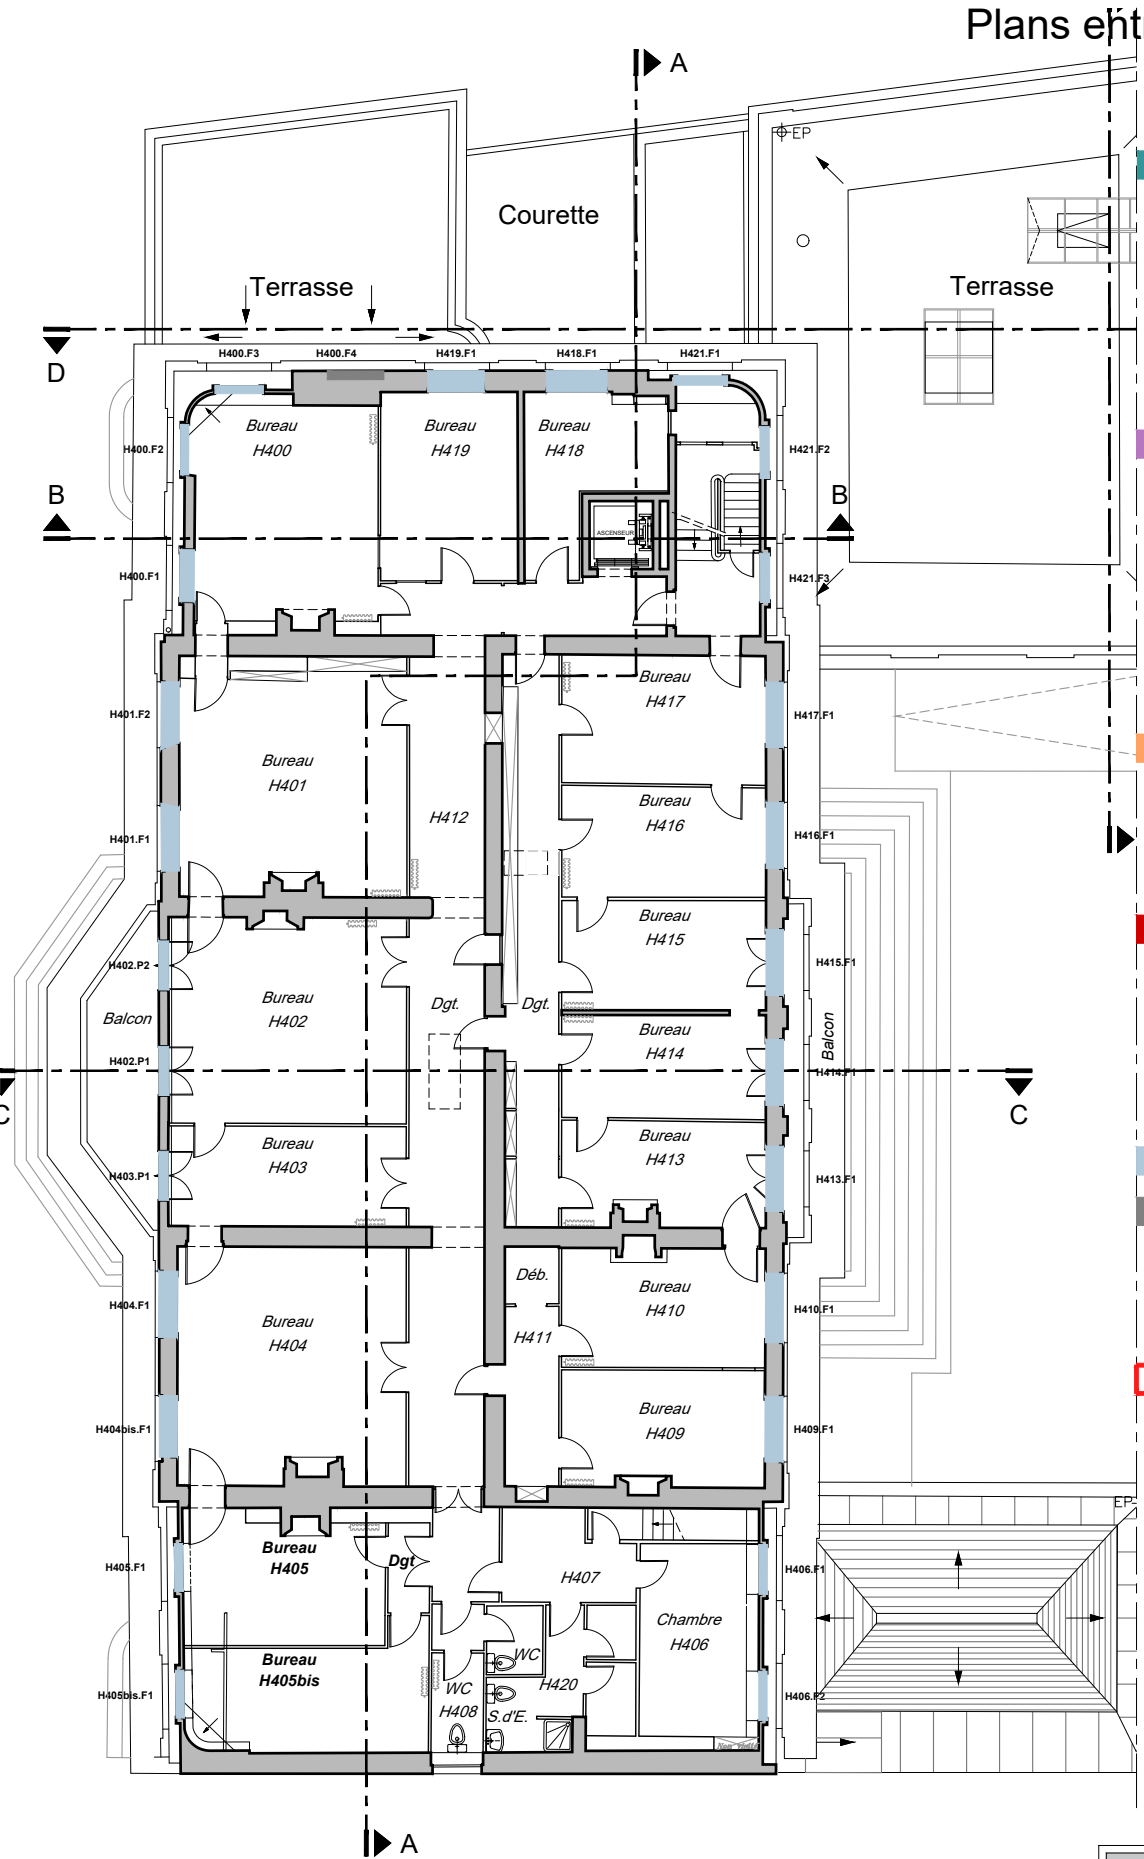 Plans entr
A
EP
Courette
Terrasse
Terrasse
D
H400.F3
H400.F4
H419.F1
H418.F1
H421.F1
Bureau
H400
Bureau
H419
Bureau
H418
H400.F2
H421.F2
B
B
ASCENSEUR
H400.F1
H421.F3
Bureau
H417
H401.F2
H417.F1
Bureau
H401
Bureau
H416
H412
H401.F1
H416.F1
Bureau
H415
H402.P2
H415.F1
Bureau
H402
Dgt.
Dgt.
Balcon
Balcon
Bureau
H414
H402.P1
H414.F1
C
C
Bureau
H403
Bureau
H413
H403.P1
H413.F1
Déb.
Bureau
H410
H404.F1
H410.F1
Bureau
H404
H411
Bureau
H409
H404bis.F1
H409.F1
EP
Bureau
H405
Dgt
H405.F1
H407
H406.F1
Chambre
H406
Bureau
H405bis
WC
H420
WC
H408
S.d'E.
H405bis.F1
H406.F2
Non visité
A